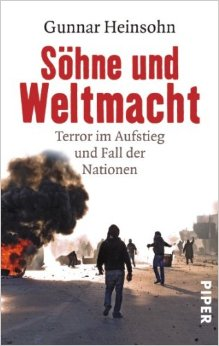 Gunnar Heinsohn
Söhne und
Weltmacht
Terror im Aufstieg
und Fall der
Nationen
PIPER